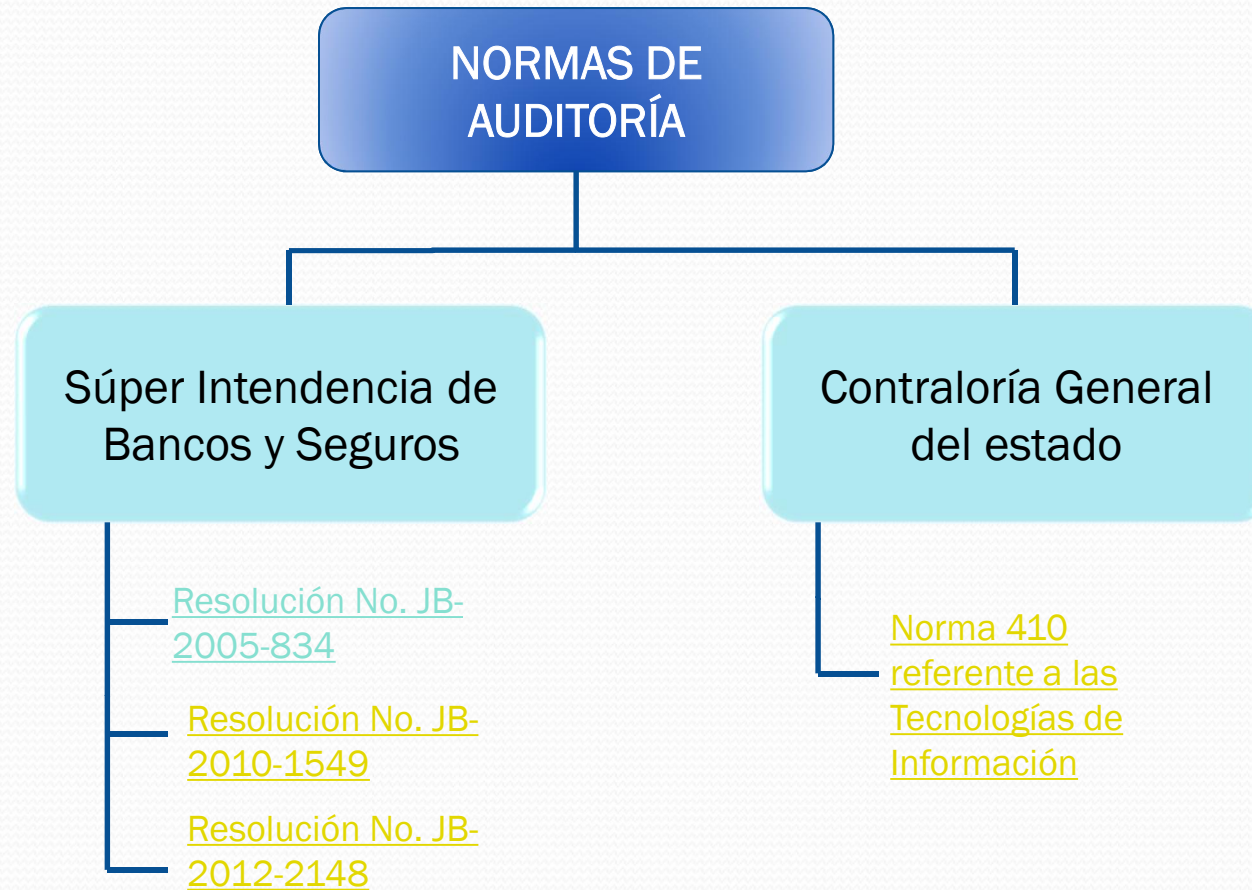 NORMAS DE
AUDITORÍA
Súper Intendencia de
Bancos y Seguros
Resolución No. JB-
2005-834
Resolución No. JB-
2010-1549
Resolución No. JB-
2012-2148
Contraloría General
del estado
Norma 410
referente a las
Tecnologías de
Información